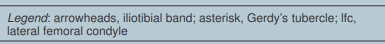 Legend: arrowheads, iliotibial band; asterisk, Gerdy's tubercle; lfc,
lateral femoral condyle